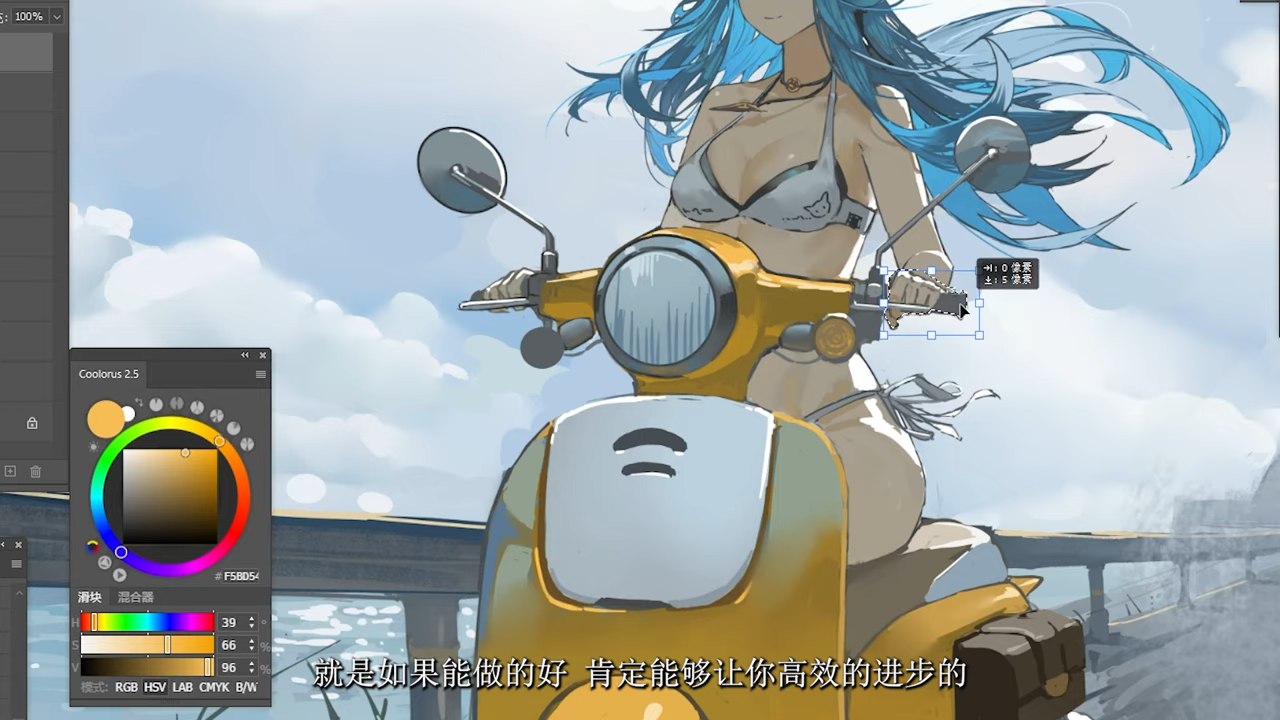 100%
→I: 0 像素
↓: 5 像素
Coolorus 2.5
# F5BD54
滑块 混合器
H 39 °
S 66 %
V 96 %
模式: RGB HSV LAB CMYK B/W
就是如果能做的好 肯定能够让你高效的进步的